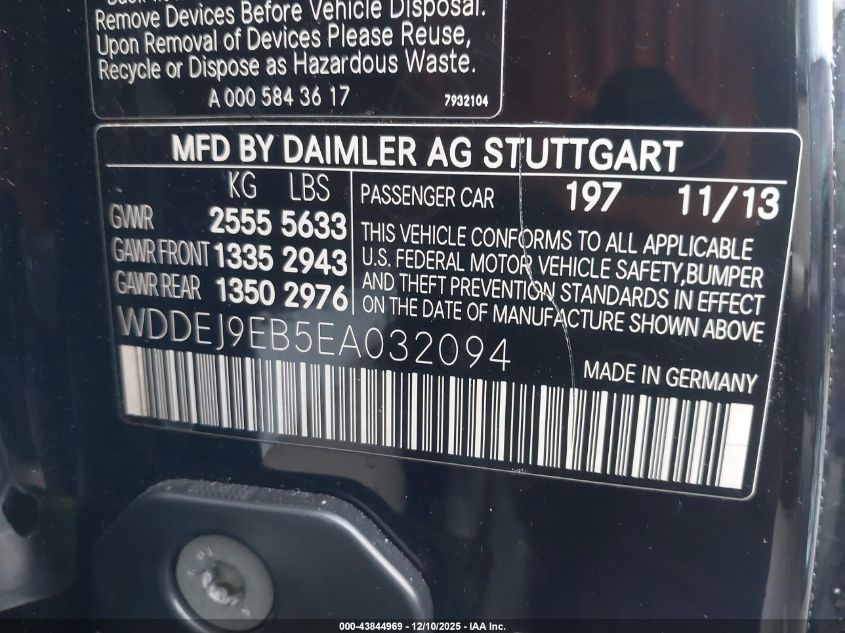 Remove Devices Before Vehicle Disposal.
Upon Removal of Devices Please Reuse,
Recycle or Dispose as Hazardous Waste.
A 000 584 36 17 7932104
MFD BY DAIMLER AG STUTTGART
KG LBS
GVWR 2555 5633
GAWR FRONT 1335 2943
GAWR REAR 1350 2976
PASSENGER CAR 197 11/13
THIS VEHICLE CONFORMS TO ALL APPLICABLE
U.S. FEDERAL MOTOR VEHICLE SAFETY,BUMPER
AND THEFT PREVENTION STANDARDS IN EFFECT
ON THE DATE OF MANUFACTURE SHOWN ABOVE
WDDEJ9EB5EA032094
MADE IN GERMANY
000-43844969 - 12/10/2025 - IAA Inc.